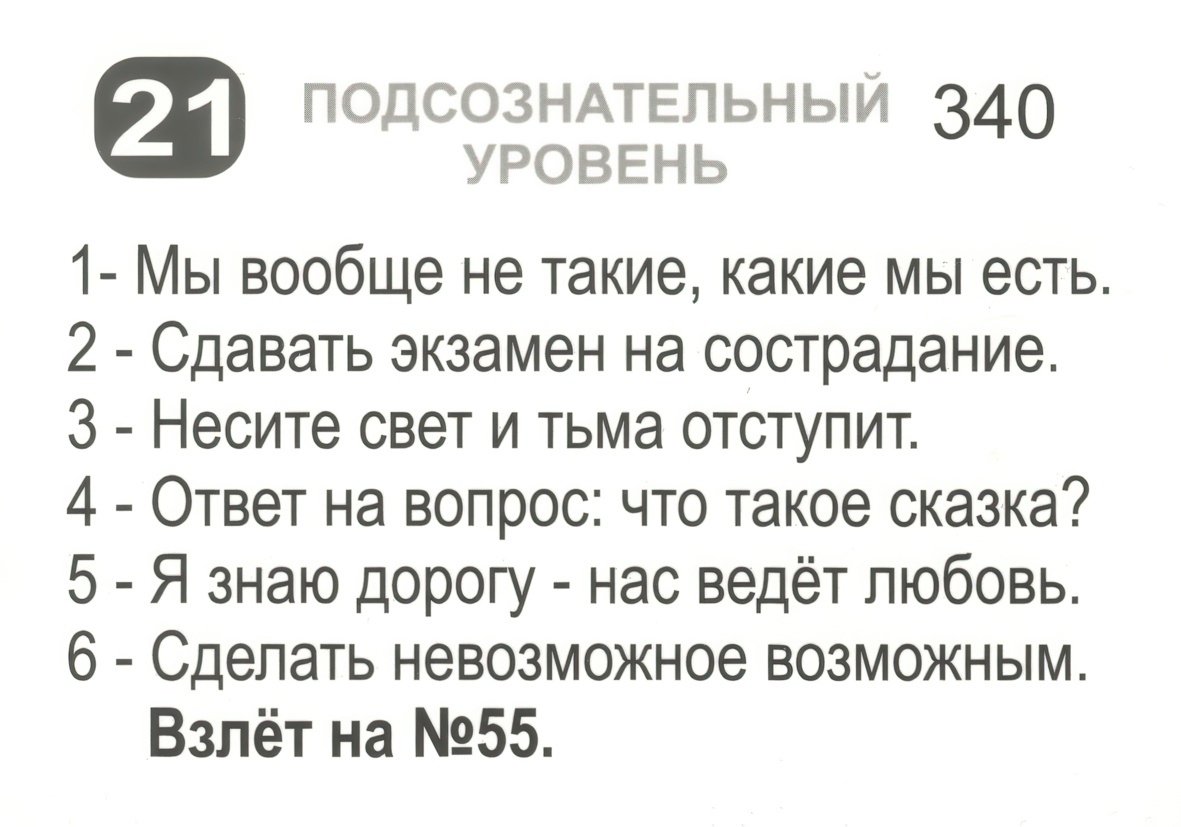 21 ПОДСОЗНАТЕЛЬНЫЙ 340
УРОВЕНЬ
1- Мы вообще не такие, какие мы есть.
2 - Сдавать экзамен на сострадание.
3 - Несите свет и тьма отступит.
4 - Ответ на вопрос: что такое сказка?
5 - Я знаю дорогу - нас ведёт любовь.
6 - Сделать невозможное возможным.
Взлёт на №55.